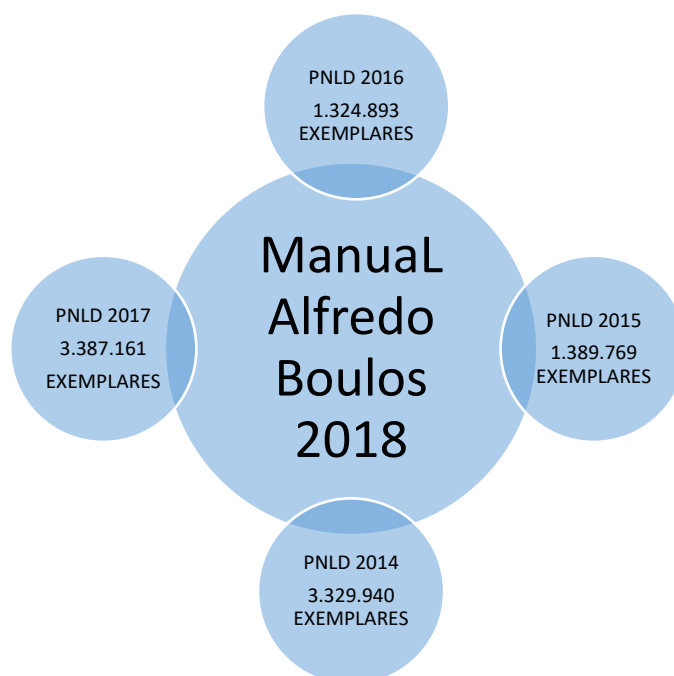 PNLD 2016
1.324.893
EXEMPLARES
ManuaL
Alfredo
Boulos
2018
PNLD 2017
3.387.161
EXEMPLARES
PNLD 2015
1.389.769
EXEMPLARES
PNLD 2014
3.329.940
EXEMPLARES